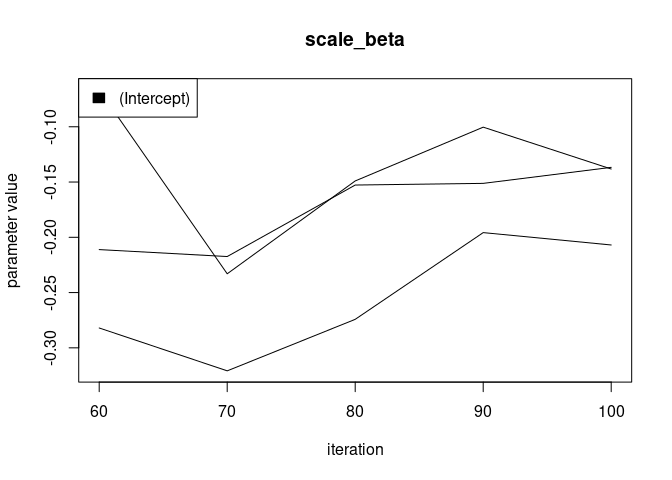 scale_beta
(Intercept)
-0.10
-0.15
-0.20
-0.25
-0.30
parameter value
60 70 80 90 100
iteration